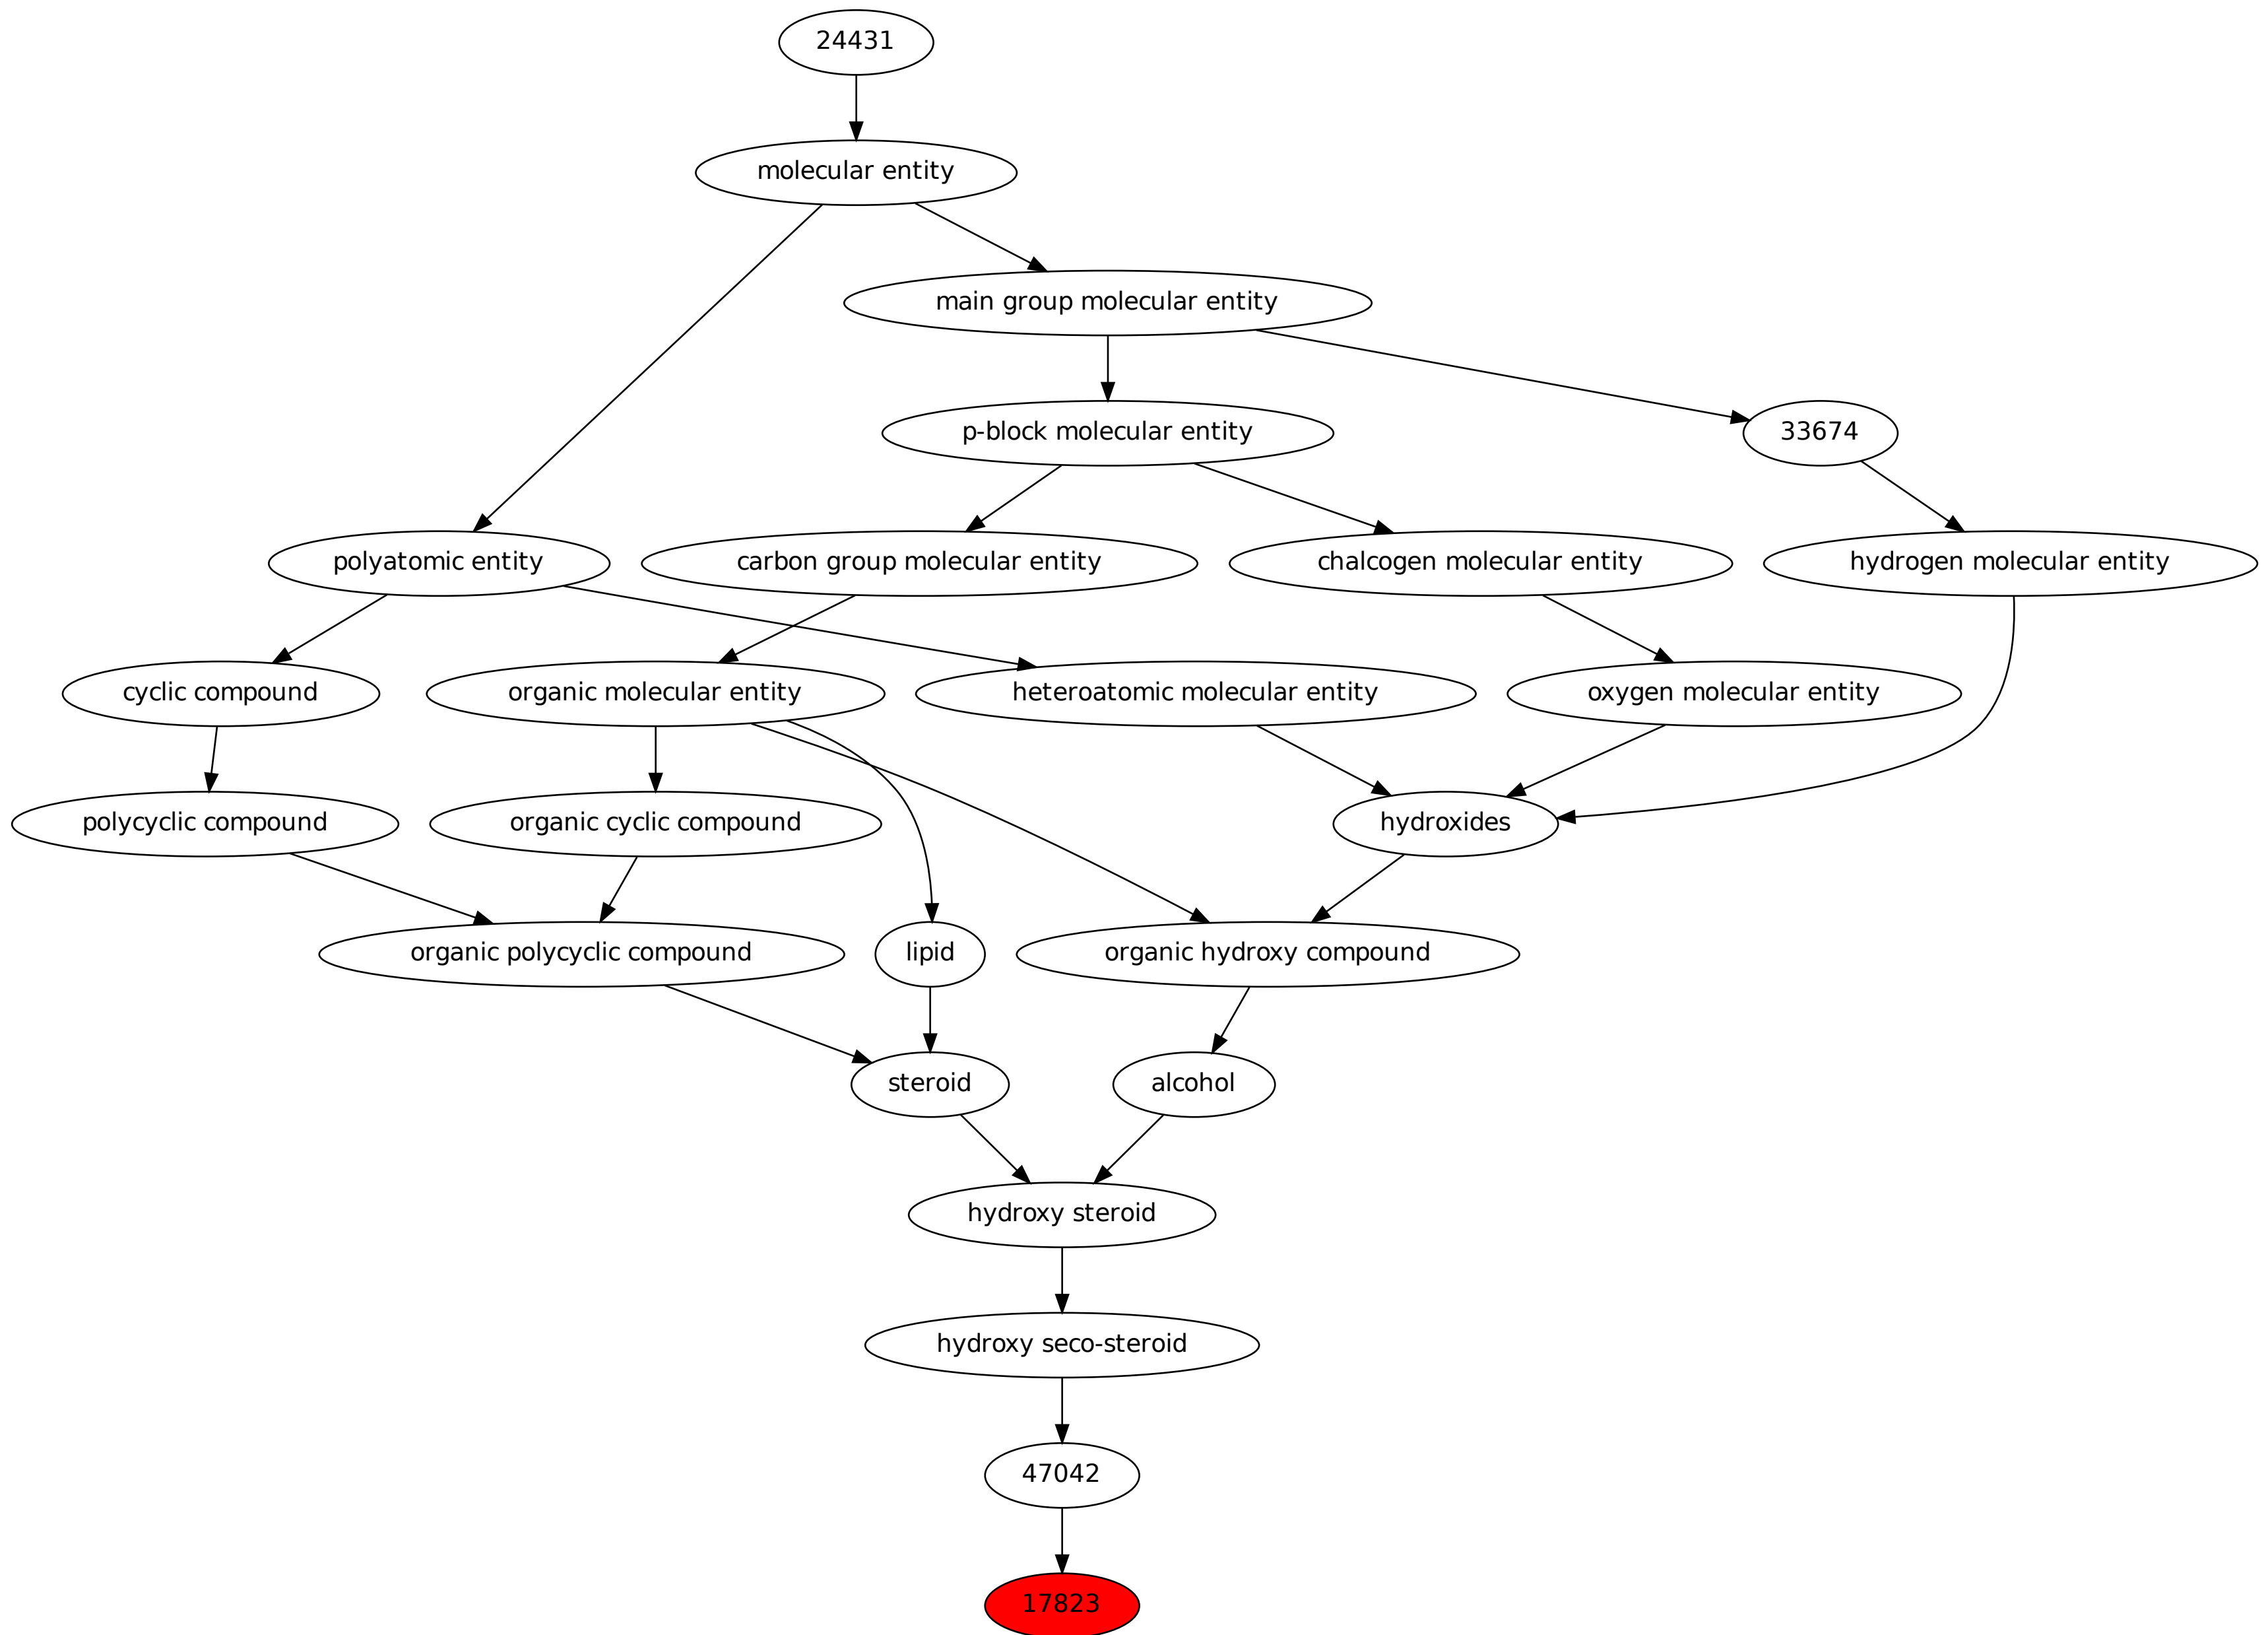 24431
molecular entity
main group molecular entity
p-block molecular entity
33674
polyatomic entity
carbon group molecular entity
chalcogen molecular entity
hydrogen molecular entity
cyclic compound
organic molecular entity
heteroatomic molecular entity
oxygen molecular entity
polycyclic compound
organic cyclic compound
hydroxides
organic polycyclic compound
lipid
organic hydroxy compound
steroid
alcohol
hydroxy steroid
hydroxy seco-steroid
47042
17823